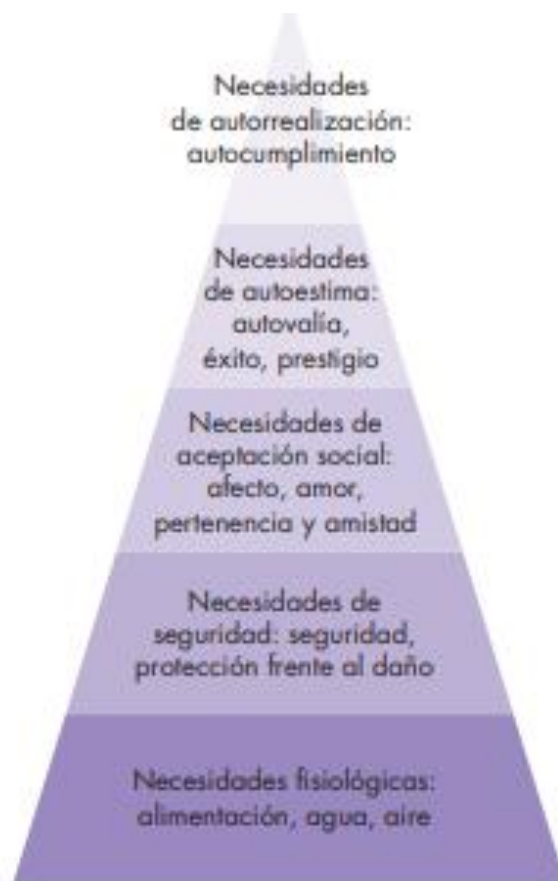 Necesidades
de autorrealización:
autocumplimiento
Necesidades
de autoestima:
autovalía,
éxito, prestigio
Necesidades de
aceptación social:
afecto, amor,
pertenencia y amistad
Necesidades de
seguridad: seguridad,
protección frente al daño
Necesidades fisiológicas:
alimentación, agua, aire